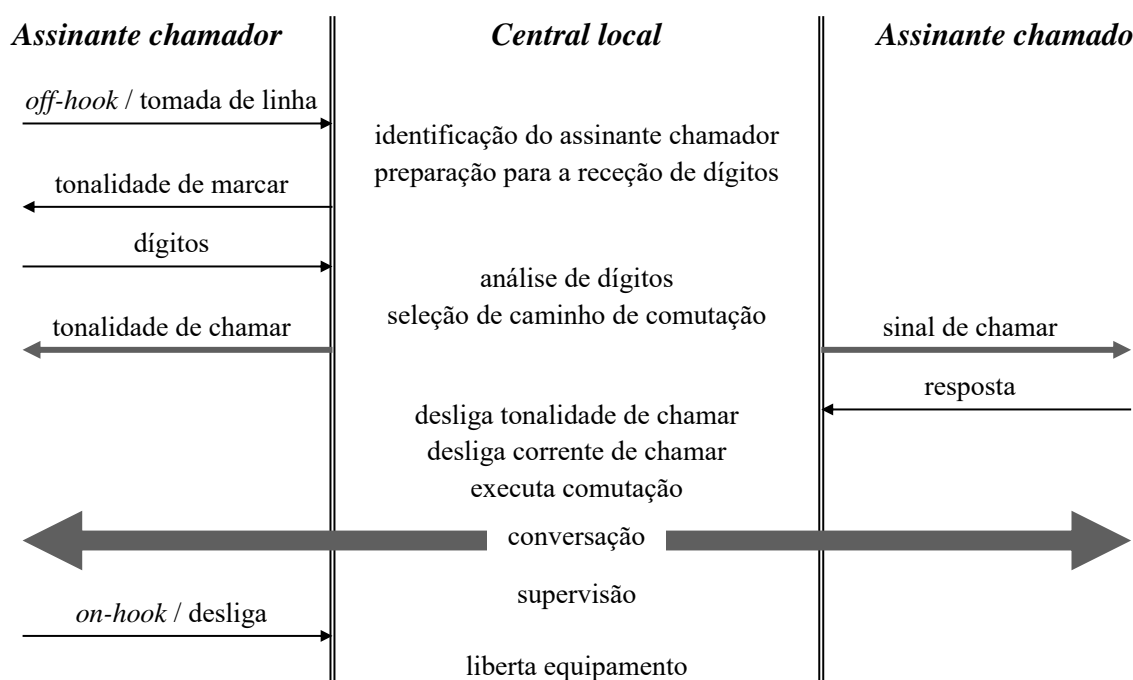 Assinante chamador
Central local
Assinante chamado
off-hook / tomada de linha
identificação do assinante chamador
preparação para a receção de dígitos
tonalidade de marcar
dígitos
análise de dígitos
seleção de caminho de comutação
tonalidade de chamar
sinal de chamar
resposta
desliga tonalidade de chamar
desliga corrente de chamar
executa comutação
conversação
supervisão
on-hook / desliga
liberta equipamento